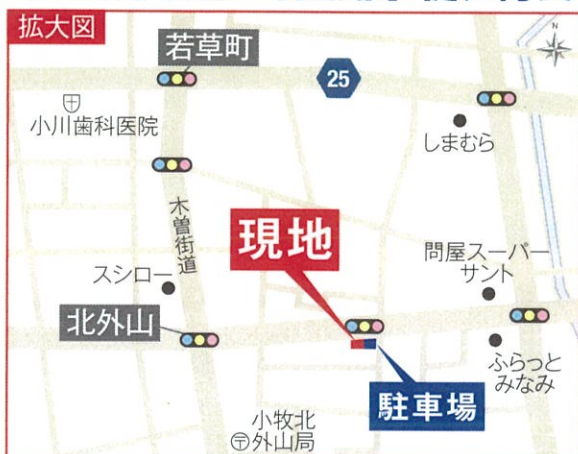 拡大図
若草町
25
N
小川歯科医院
しまむら
木曽街道
現地
スシロー
問屋スーパー
サント
北外山
ふらっと
みなみ
駐車場
小牧北
外山局